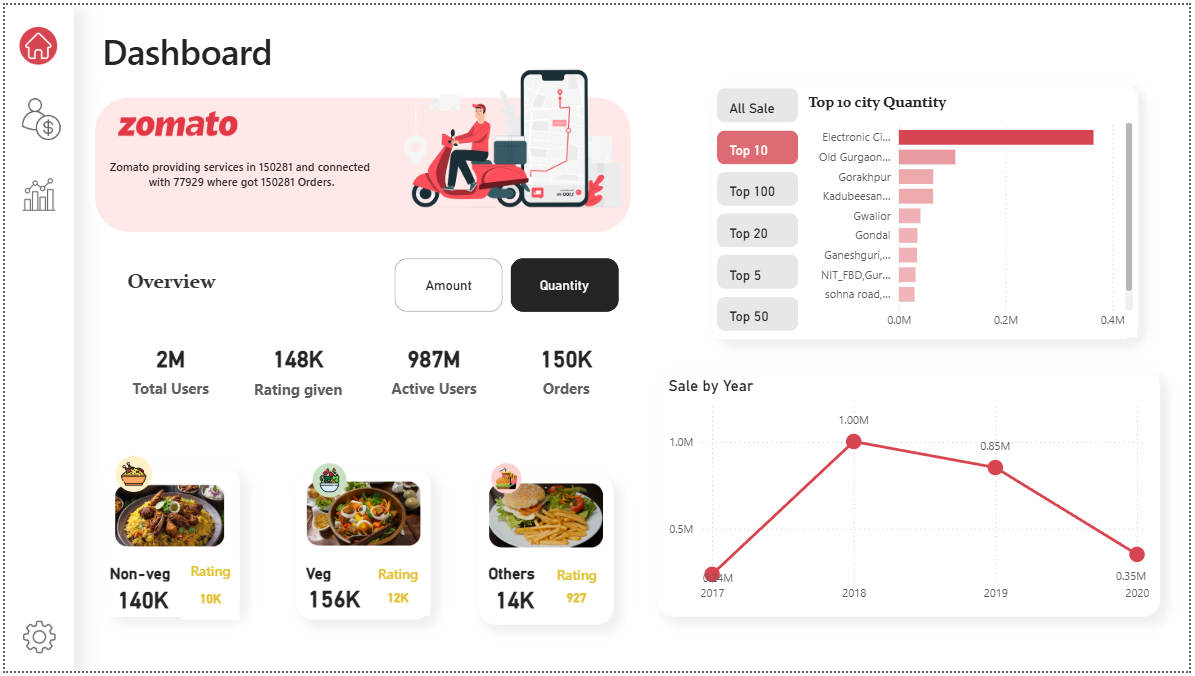 Dashboard
zomato
Zomato providing services in 150281 and connected
with 77929 where got 150281 Orders.
Overview
Amount
Quantity
2M
Total Users
148K
Rating given
987M
Active Users
150K
Orders
Non-veg
Rating
140K
10K
Veg
Rating
156K
12K
Others
Rating
14K
927
All Sale
Top 10
Top 100
Top 20
Top 5
Top 50
Top 10 city Quantity
Electronic Ci...
Old Gurgaon...
Gorakhpur
Kadubeesan...
Gwalior
Gondal
Ganeshguri,...
NIT_FBD,Gur...
sohna road,...
0.0M 0.2M 0.4M
Sale by Year
1.00M
1.0M
0.85M
0.5M
0.35M
2017 2018 2019 2020